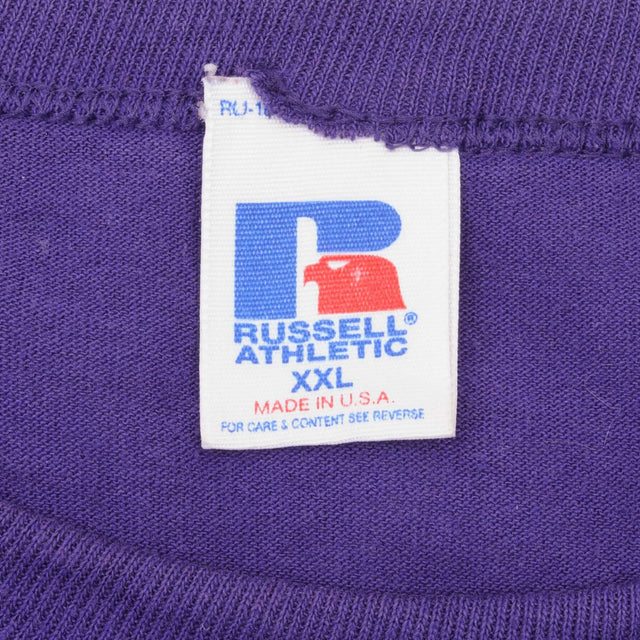 RUSSELL®
ATHLETIC
XXL
MADE IN U.S.A.
FOR CARE & CONTENT SEE REVERSE